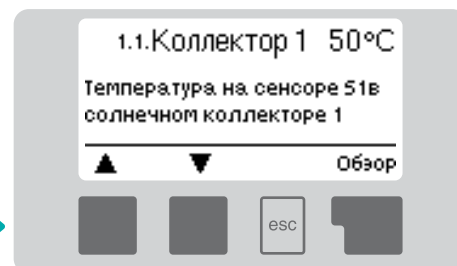 1.1.Коллектор 1 50°C
Температура на сенсоре S1в
солнечном коллекторе 1
▲ ▼ Обзор
esc